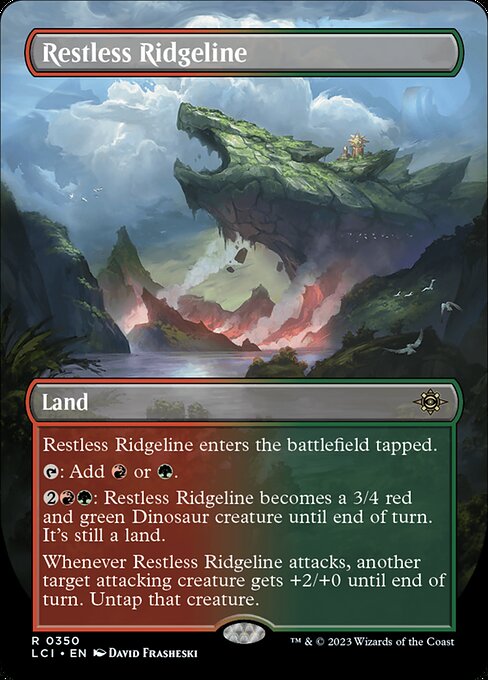 Restless Ridgeline
Land
Restless Ridgeline enters the battlefield tapped.
: Add or .
2: Restless Ridgeline becomes a 3/4 red
and green Dinosaur creature until end of turn.
It's still a land.
Whenever Restless Ridgeline attacks, another
target attacking creature gets +2/+0 until end of
turn. Untap that creature.
R 0350
LCI • EN David Frasheski
™ & © 2023 Wizards of the Coast